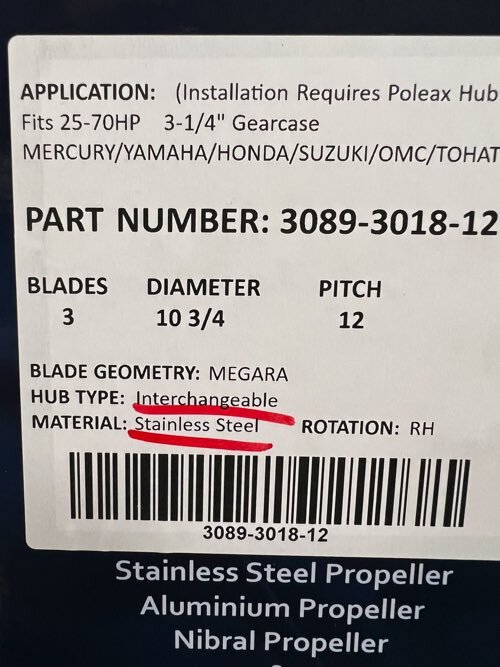 APPLICATION: (Installation Requires Poleax Hub
Fits 25-70HP 3-1/4" Gearcase
MERCURY/YAMAHA/HONDA/SUZUKI/OMC/TOHAT
PART NUMBER: 3089-3018-12
BLADES DIAMETER PITCH
3 10 3/4 12
BLADE GEOMETRY: MEGARA
HUB TYPE: Interchangeable
MATERIAL: Stainless Steel ROTATION: RH
3089-3018-12
Stainless Steel Propeller
Aluminium Propeller
Nibral Propeller